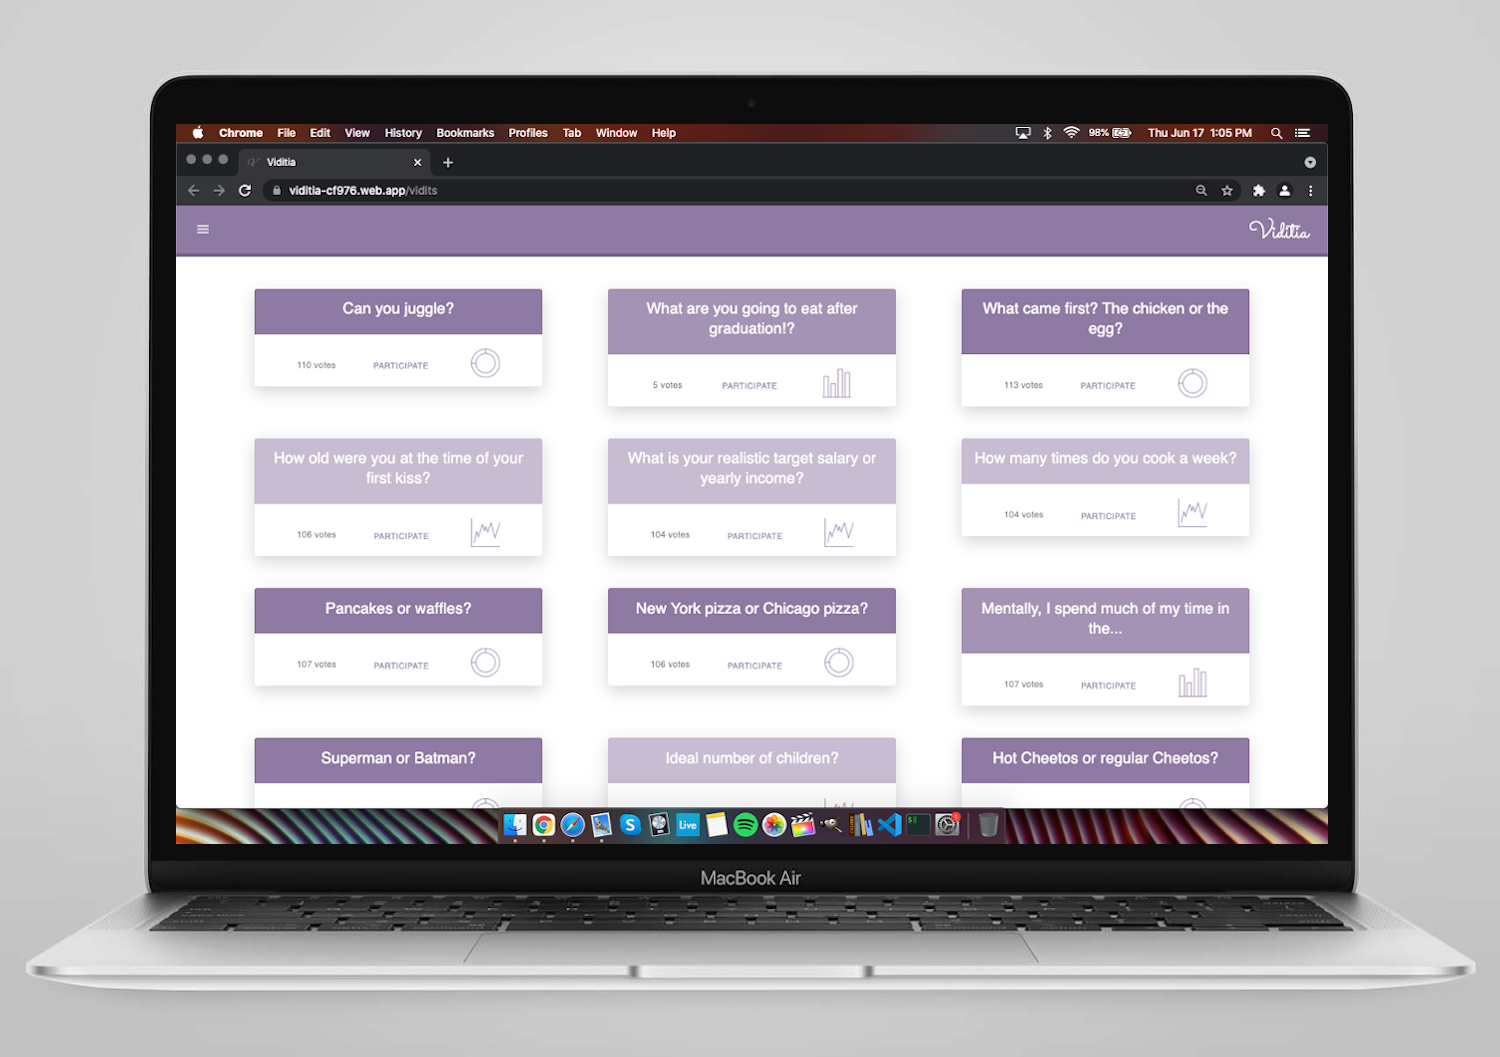 Chrome File Edit View History Bookmarks Profiles Tab Window Help 98% Thu Jun 17 1:05 PM
Viditia
viditia-cf976.web.app/vidits
Viditia
Can you juggle?
110 votes PARTICIPATE
What are you going to eat after
graduation!?
5 votes PARTICIPATE
What came first? The chicken or the
egg?
113 votes PARTICIPATE
How old were you at the time of your
first kiss?
106 votes PARTICIPATE
What is your realistic target salary or
yearly income?
104 votes PARTICIPATE
How many times do you cook a week?
104 votes PARTICIPATE
Pancakes or waffles?
107 votes PARTICIPATE
New York pizza or Chicago pizza?
106 votes PARTICIPATE
Mentally, I spend much of my time in
the...
107 votes PARTICIPATE
Superman or Batman?
Ideal number of children?
Hot Cheetos or regular Cheetos?
Live
MacBook Air